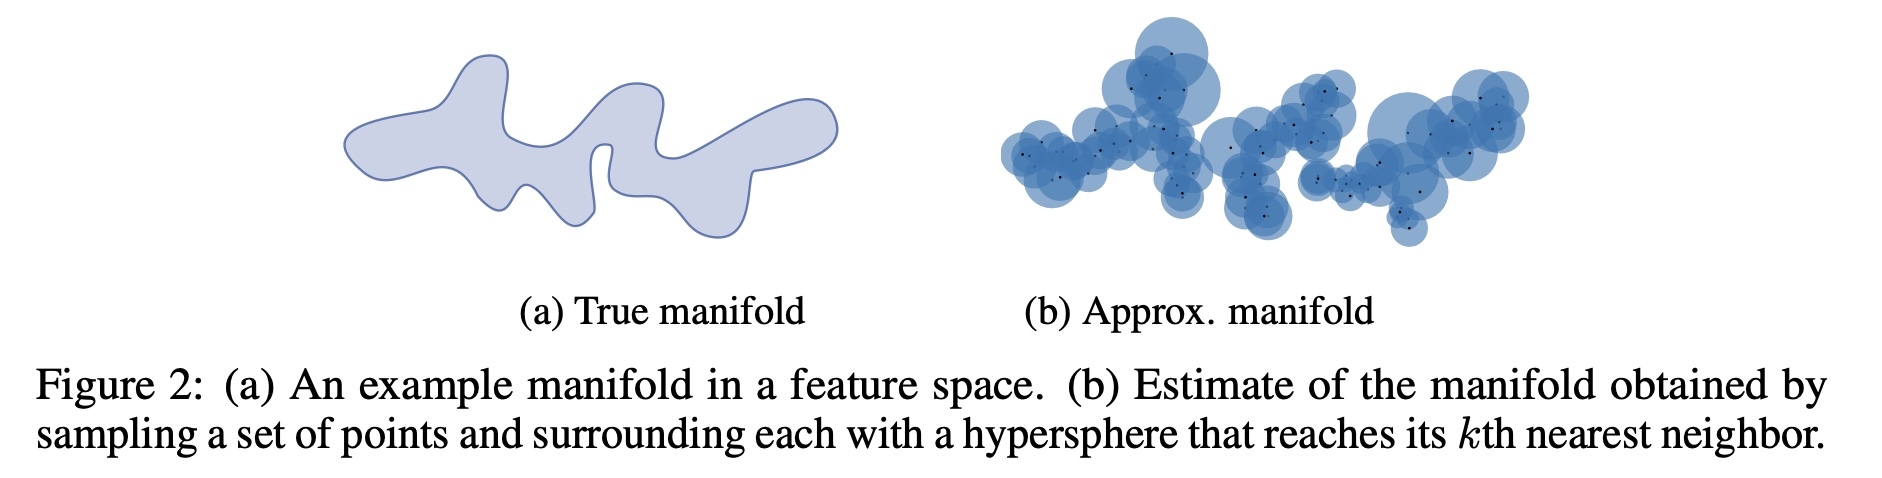 (a) True manifold
(b) Approx. manifold
Figure 2: (a) An example manifold in a feature space. (b) Estimate of the manifold obtained by
sampling a set of points and surrounding each with a hypersphere that reaches its kth nearest neighbor.